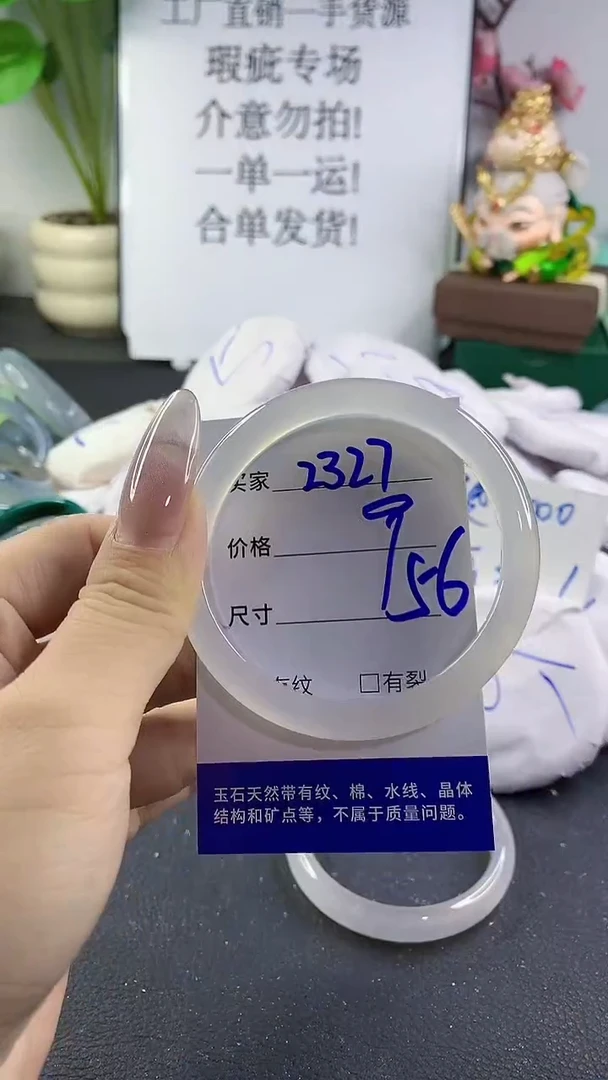 工厂直销一手货源
瑕疵专场
介意勿拍!
一单一运!
合单发货!
买家 2327
价格
尺寸 56
有纹 □有裂
玉石天然带有纹、棉、水线、晶体
结构和矿点等，不属于质量问题。